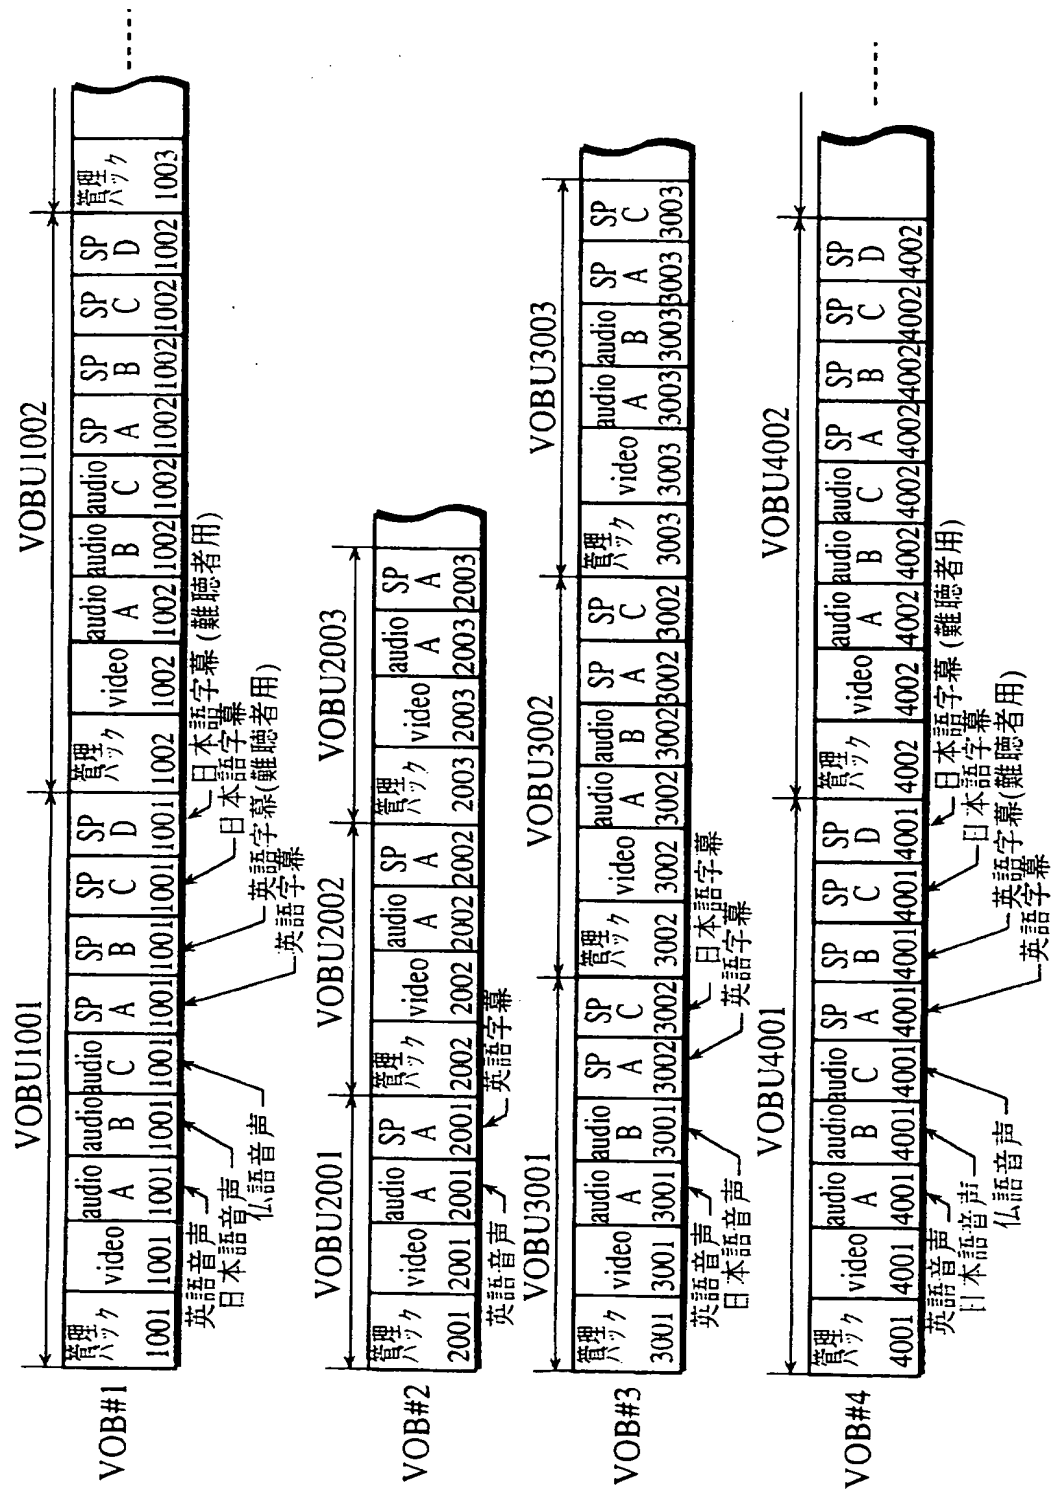 VOB#1
VOBU1001
VOBU1002
管理パック 1001
video 1001
audio A 1001
audio B 1001
audio C 1001
SP A 1001
SP B 1001
SP C 1001
SP D 1001
管理パック 1002
video 1002
audio A 1002
audio B 1002
audio C 1002
SP A 1002
SP B 1002
SP C 1002
SP D 1002
管理パック 1003
英語音声
日本語音声
仏語音声
英語字幕
英語字幕(難聴者用)
日本語字幕
日本語字幕(難聴者用)
VOB#2
VOBU2001
VOBU2002
VOBU2003
管理パック 2001
video 2001
audio A 2001
SP A 2001
管理パック 2002
video 2002
audio A 2002
SP A 2002
管理パック 2003
video 2003
audio A 2003
SP A 2003
英語音声
英語字幕
VOB#3
VOBU3001
VOBU3002
VOBU3003
管理パック 3001
video 3001
audio A 3001
audio B 3001
SP A 3002
SP C 3002
管理パック 3002
video 3002
audio A 3002
audio B 3002
SP A 3002
SP C 3002
管理パック 3003
video 3003
audio A 3003
audio B 3003
SP A 3003
SP C 3003
英語音声
日本語音声
英語字幕
日本語字幕
VOB#4
VOBU4001
VOBU4002
管理パック 4001
video 4001
audio A 4001
audio B 4001
audio C 4001
SP A 4001
SP B 4001
SP C 4001
SP D 4001
管理パック 4002
video 4002
audio A 4002
audio B 4002
audio C 4002
SP A 4002
SP B 4002
SP C 4002
SP D 4002
英語音声
日本語音声
仏語音声
英語字幕
英語字幕(難聴者用)
日本語字幕
日本語字幕(難聴者用)